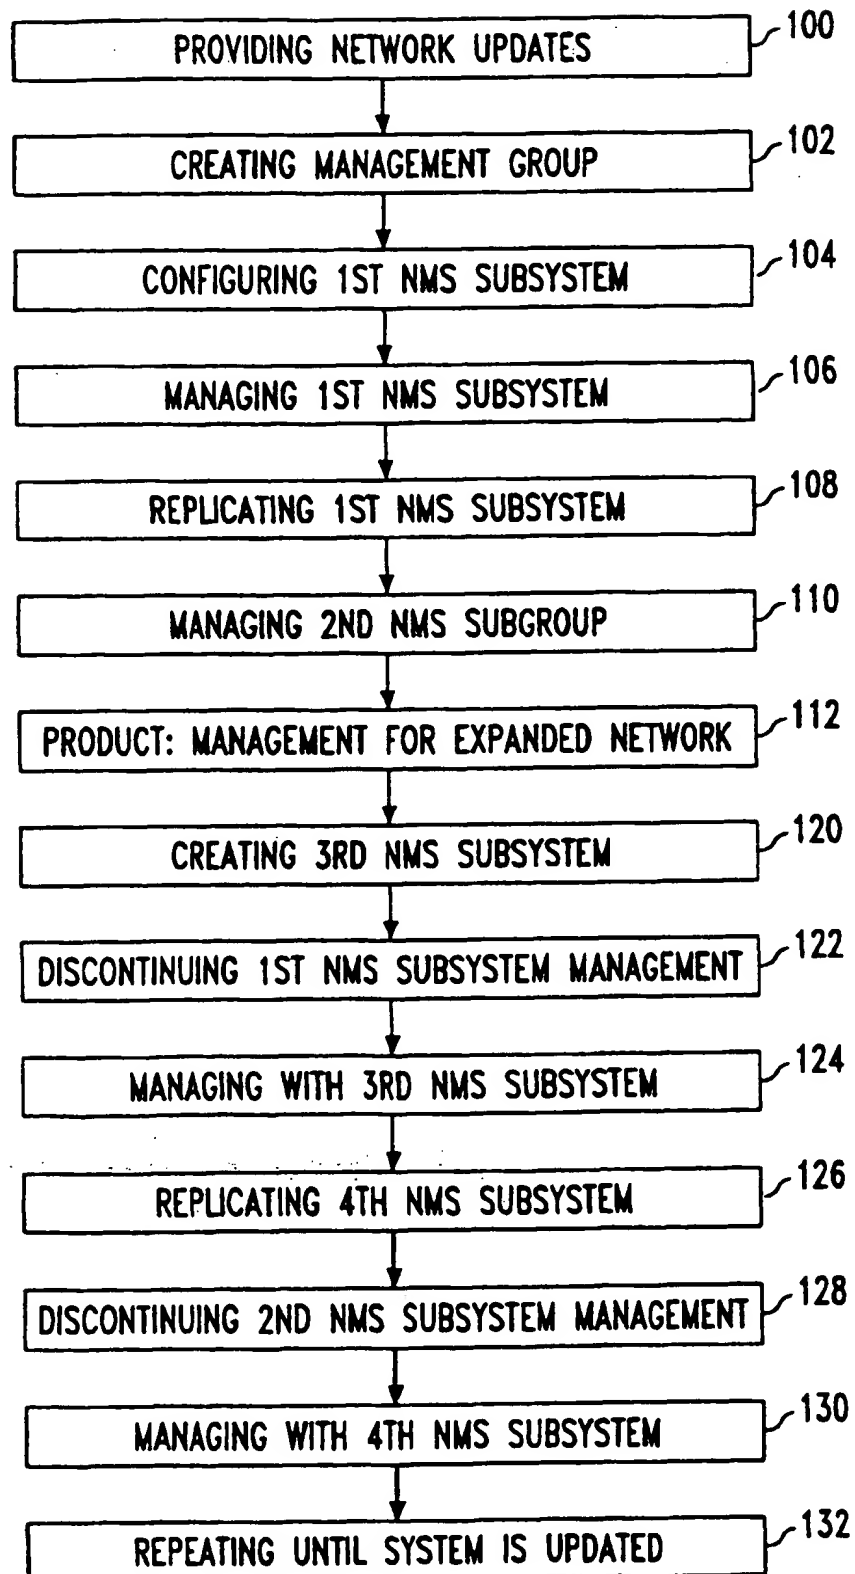 PROVIDING NETWORK UPDATES 100
CREATING MANAGEMENT GROUP 102
CONFIGURING 1ST NMS SUBSYSTEM 104
MANAGING 1ST NMS SUBSYSTEM 106
REPLICATING 1ST NMS SUBSYSTEM 108
MANAGING 2ND NMS SUBGROUP 110
PRODUCT: MANAGEMENT FOR EXPANDED NETWORK 112
CREATING 3RD NMS SUBSYSTEM 120
DISCONTINUING 1ST NMS SUBSYSTEM MANAGEMENT 122
MANAGING WITH 3RD NMS SUBSYSTEM 124
REPLICATING 4TH NMS SUBSYSTEM 126
DISCONTINUING 2ND NMS SUBSYSTEM MANAGEMENT 128
MANAGING WITH 4TH NMS SUBSYSTEM 130
REPEATING UNTIL SYSTEM IS UPDATED 132